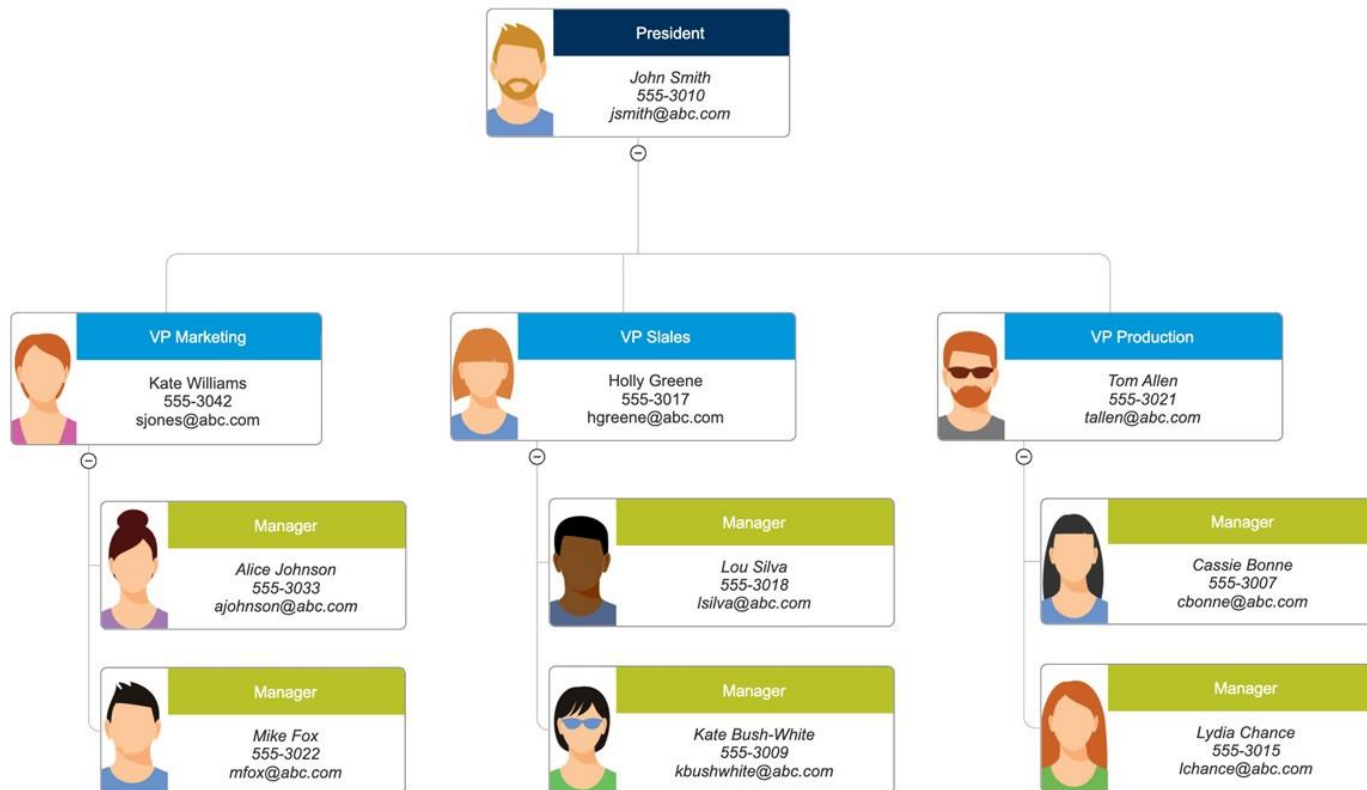 President
John Smith
555-3010
jsmith@abc.com
VP Marketing
Kate Williams
555-3042
sjones@abc.com
VP Slales
Holly Greene
555-3017
hgreene@abc.com
VP Production
Tom Allen
555-3021
tallen@abc.com
Manager
Alice Johnson
555-3033
ajohnson@abc.com
Manager
Lou Silva
555-3018
lsilva@abc.com
Manager
Cassie Bonne
555-3007
cbonne@abc.com
Manager
Mike Fox
555-3022
mfox@abc.com
Manager
Kate Bush-White
555-3009
kbushwhite@abc.com
Manager
Lydia Chance
555-3015
lchance@abc.com